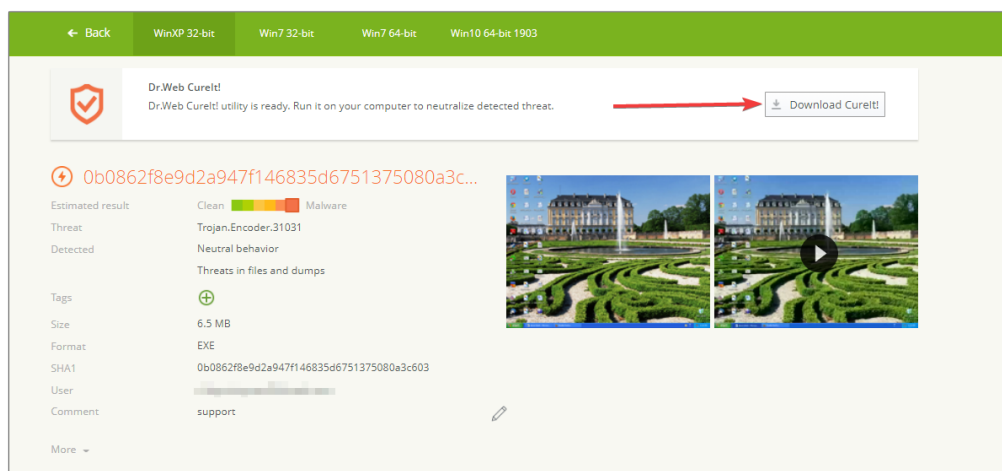 Back WinXP 32-bit Win7 32-bit Win7 64-bit Win10 64-bit 1903
Dr.Web CureIt!
Dr.Web CureIt! utility is ready. Run it on your computer to neutralize detected threat.
Download CureIt!
0b0862f8e9d2a947f146835d6751375080a3c...
Estimated result Clean Malware
Threat Trojan.Encoder.31031
Detected Neutral behavior
Threats in files and dumps
Tags
Size 6.5 MB
Format EXE
SHA1 0b0862f8e9d2a947f146835d6751375080a3c603
User
Comment support
More